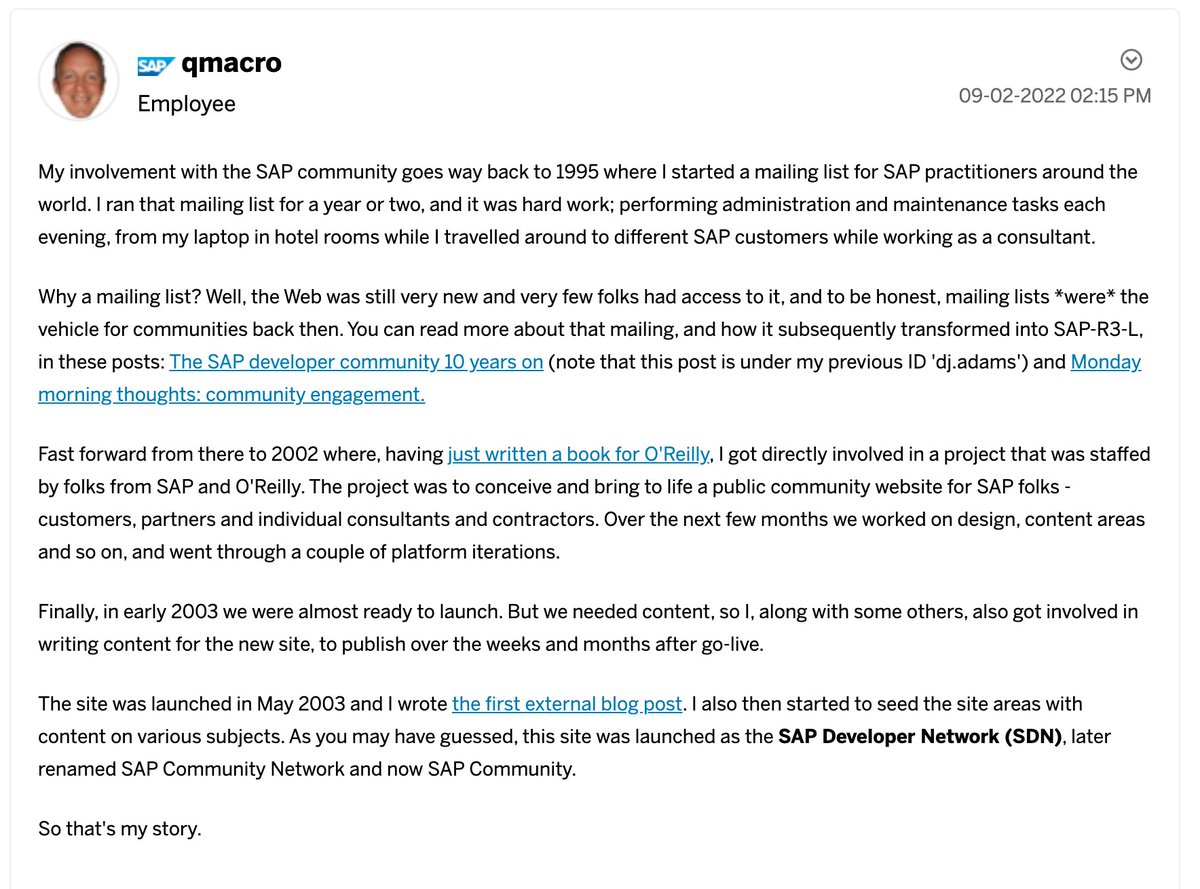 SAP qmacro
Employee
09-02-2022 02:15 PM
My involvement with the SAP community goes way back to 1995 where I started a mailing list for SAP practitioners around the
world. I ran that mailing list for a year or two, and it was hard work; performing administration and maintenance tasks each
evening, from my laptop in hotel rooms while I travelled around to different SAP customers while working as a consultant.
Why a mailing list? Well, the Web was still very new and very few folks had access to it, and to be honest, mailing lists *were* the
vehicle for communities back then. You can read more about that mailing, and how it subsequently transformed into SAP-R3-L,
in these posts: The SAP developer community 10 years on (note that this post is under my previous ID 'dj.adams') and Monday
morning thoughts: community engagement.
Fast forward from there to 2002 where, having just written a book for O'Reilly, I got directly involved in a project that was staffed
by folks from SAP and O'Reilly. The project was to conceive and bring to life a public community website for SAP folks -
customers, partners and individual consultants and contractors. Over the next few months we worked on design, content areas
and so on, and went through a couple of platform iterations.
Finally, in early 2003 we were almost ready to launch. But we needed content, so I, along with some others, also got involved in
writing content for the new site, to publish over the weeks and months after go-live.
The site was launched in May 2003 and I wrote the first external blog post. I also then started to seed the site areas with
content on various subjects. As you may have guessed, this site was launched as the SAP Developer Network (SDN), later
renamed SAP Community Network and now SAP Community.
So that's my story.